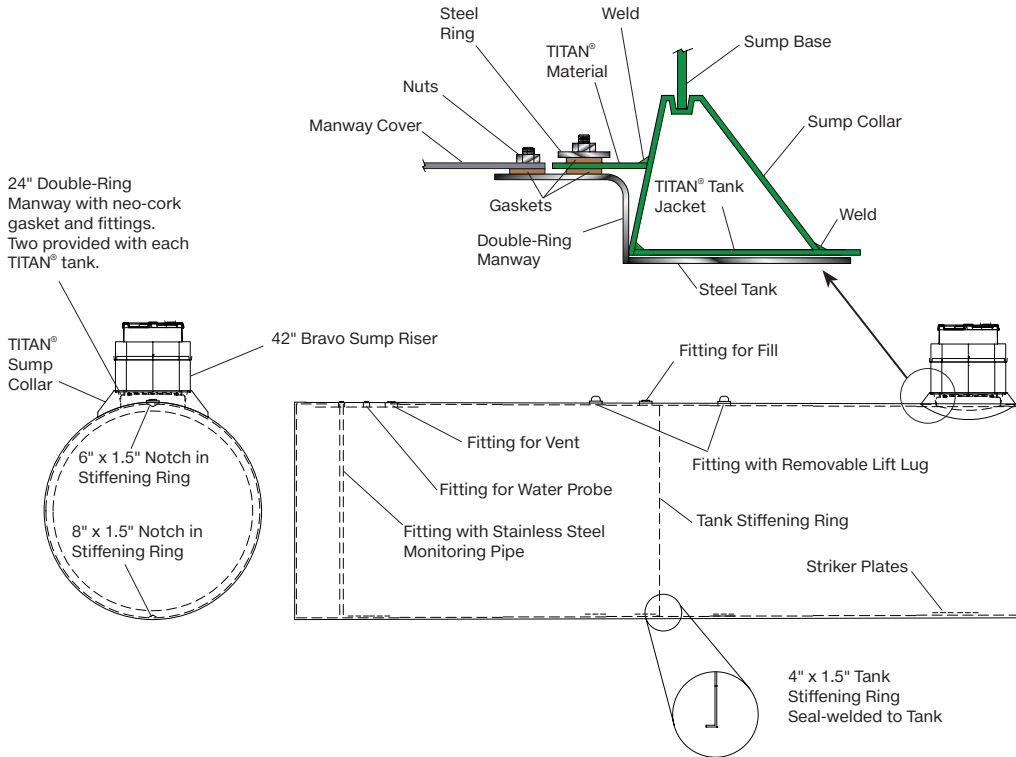 Steel
Ring
Weld
Sump Base
TITAN®
Material
Nuts
Sump Collar
Manway Cover
24" Double-Ring
Manway with neo-cork
gasket and fittings.
Two provided with each
TITAN® tank.
Gaskets
TITAN® Tank
Jacket
Weld
Double-Ring
Manway
Steel Tank
TITAN®
Sump
Collar
42" Bravo Sump Riser
Fitting for Fill
6" x 1.5" Notch in
Stiffening Ring
Fitting for Vent
Fitting with Removable Lift Lug
Fitting for Water Probe
8" x 1.5" Notch in
Stiffening Ring
Fitting with Stainless Steel
Monitoring Pipe
Tank Stiffening Ring
Striker Plates
4" x 1.5" Tank
Stiffening Ring
Seal-welded to Tank